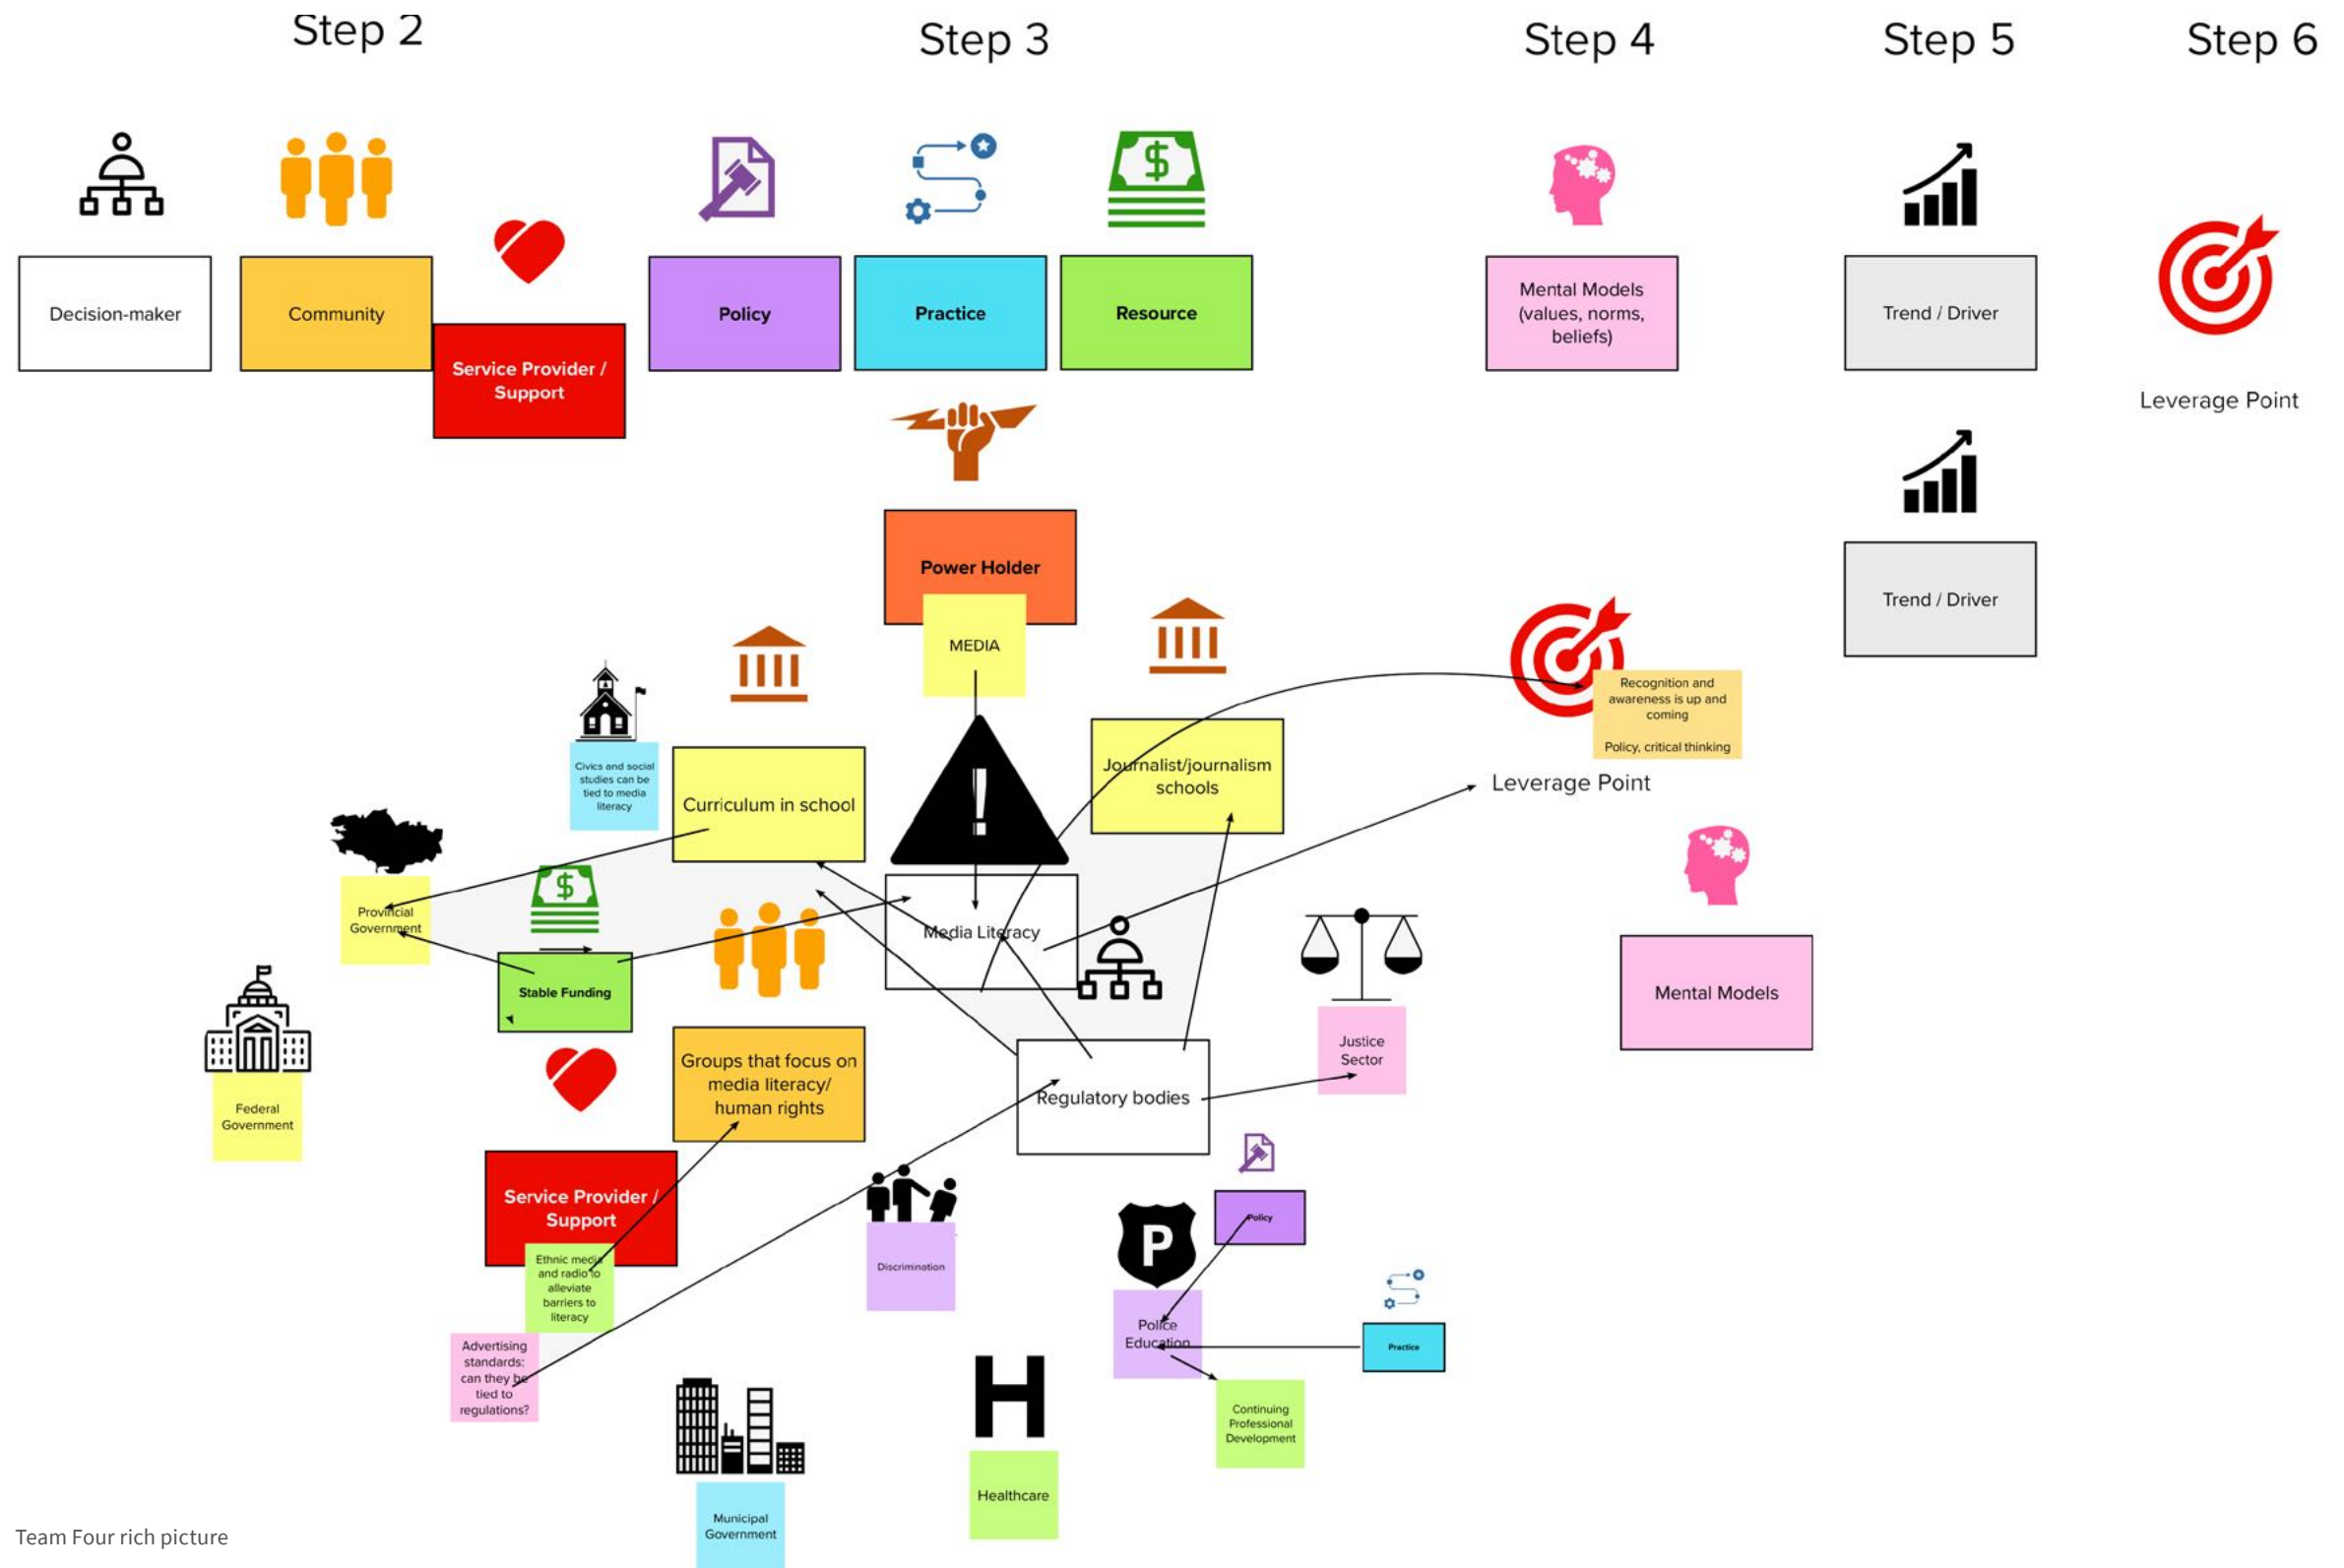 Step 2
Step 3
Step 4
Step 5
Step 6
Decision-maker
Community
Service Provider /
Support
Policy
Practice
Resource
Mental Models
(values, norms,
beliefs)
Trend / Driver
Leverage Point
Power Holder
MEDIA
Trend / Driver
Civics and social
studies can be
tied to media
literacy
Curriculum in school
!
Journalist/journalism
schools
Recognition and
awareness is up and
coming
Policy, critical thinking
Leverage Point
Provincial
Government
$
Stable Funding
Media Literacy
Federal
Government
Groups that focus on
media literacy/
human rights
Regulatory bodies
Justice
Sector
Mental Models
Service Provider /
Support
Ethnic media
and radio to
alleviate
barriers to
literacy
Advertising
standards:
can they be
tied to
regulations?
Discrimination
P
Policy
Police
Education
Practice
Continuing
Professional
Development
H
Healthcare
Municipal
Government
Team Four rich picture